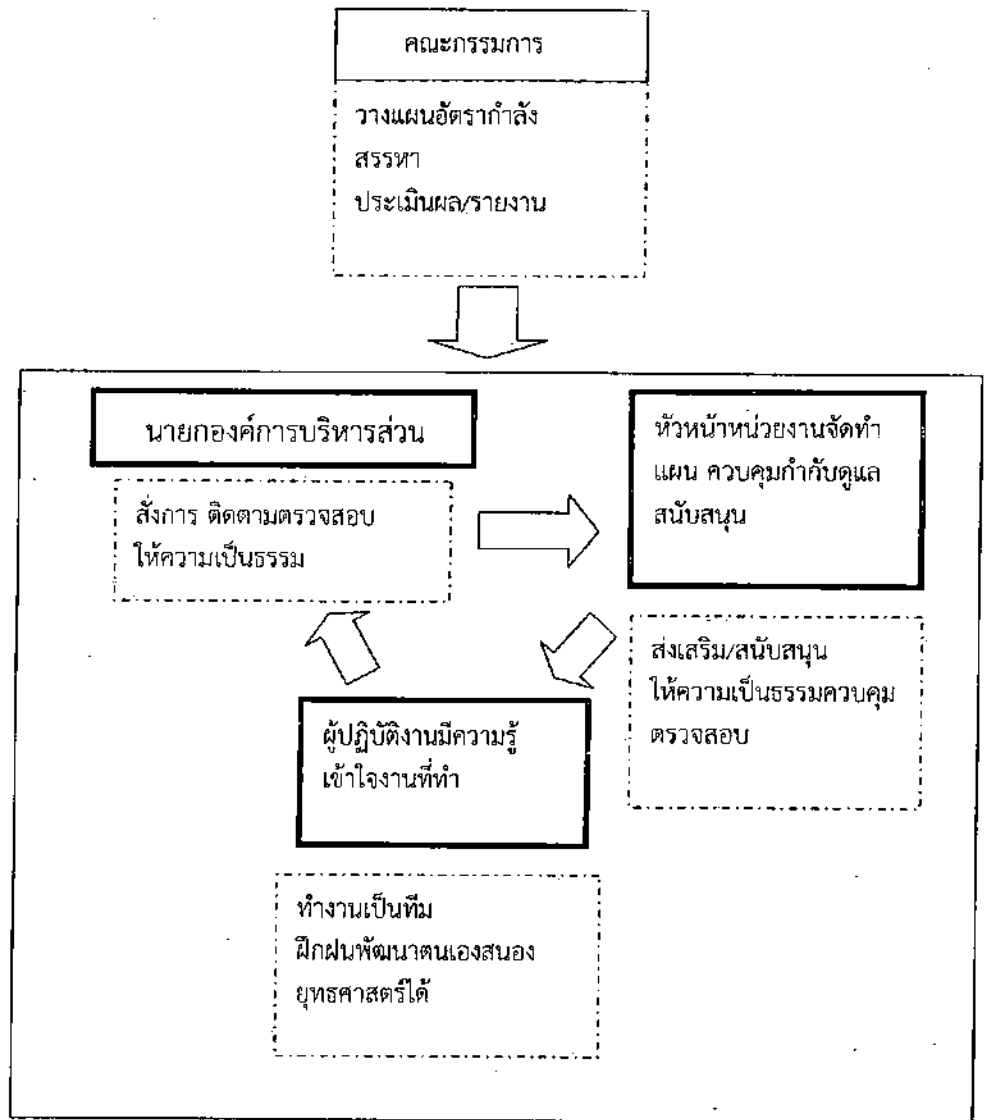 คณะกรรมการ
วางแผนอัตรากำลัง
สรรหา
ประเมินผล/รายงาน
นายกองค์การบริหารส่วน
สั่งการ ติดตามตรวจสอบ
ให้ความเป็นธรรม
หัวหน้าหน่วยงานจัดทำ
แผน ควบคุมกำกับดูแล
สนับสนุน
ส่งเสริม/สนับสนุน
ให้ความเป็นธรรมควบคุม
ตรวจสอบ
ผู้ปฏิบัติงานมีความรู้
เข้าใจงานที่ทำ
ทำงานเป็นทีม
ฝึกฝนพัฒนาตนเองสนอง
ยุทธศาสตร์ได้